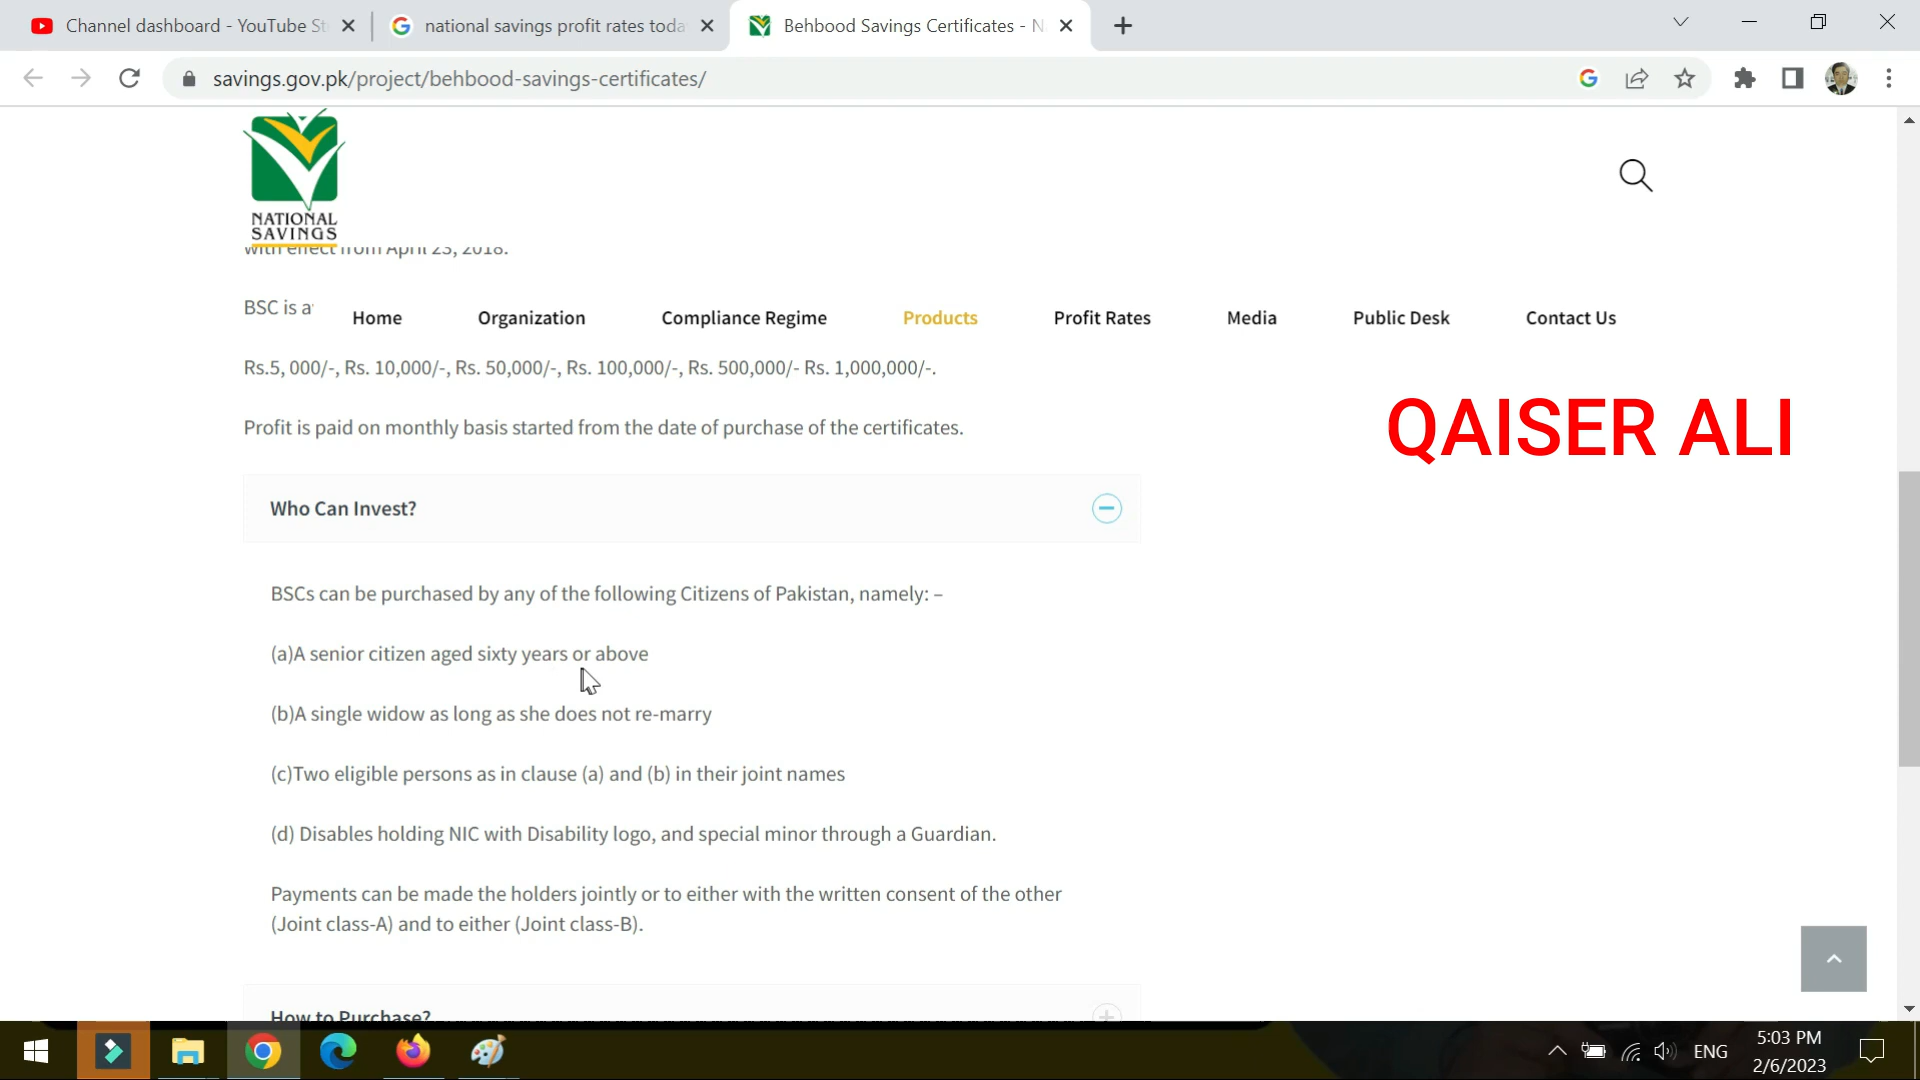 Channel dashboard - YouTube St
national savings profit rates toda
Behbood Savings Certificates - N
savings.gov.pk/project/behbood-savings-certificates/
NATIONAL
SAVINGS
with effect from April 23, 2018.
BSC is a
Home
Organization
Compliance Regime
Products
Profit Rates
Media
Public Desk
Contact Us
Rs.5, 000/-, Rs. 10,000/-, Rs. 50,000/-, Rs. 100,000/-, Rs. 500,000/- Rs. 1,000,000/-.
QAISER ALI
Profit is paid on monthly basis started from the date of purchase of the certificates.
Who Can Invest?
BSCs can be purchased by any of the following Citizens of Pakistan, namely: –
(a)A senior citizen aged sixty years or above
(b)A single widow as long as she does not re-marry
(c)Two eligible persons as in clause (a) and (b) in their joint names
(d) Disables holding NIC with Disability logo, and special minor through a Guardian.
Payments can be made the holders jointly or to either with the written consent of the other
(Joint class-A) and to either (Joint class-B).
How to Purchase?
ENG
5:03 PM
2/6/2023